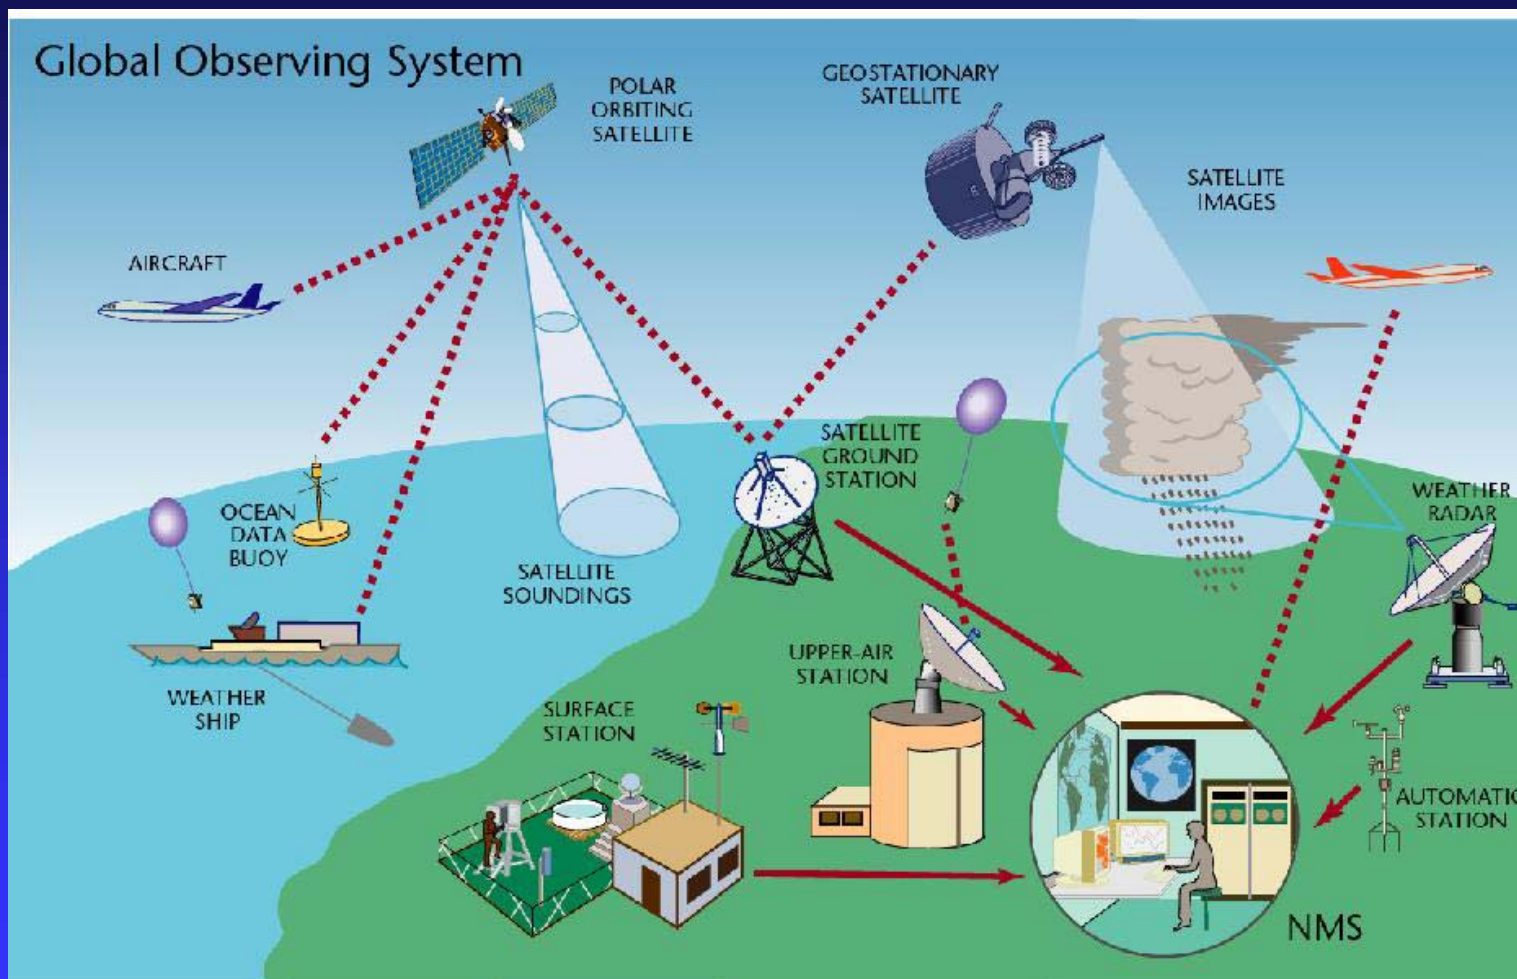 Global Observing System
POLAR
ORBITING
SATELLITE
GEOSTATIONARY
SATELLITE
SATELLITE
IMAGES
AIRCRAFT
OCEAN
DATA
BUOY
SATELLITE
SOUNDINGS
SATELLITE
GROUND
STATION
WEATHER
RADAR
WEATHER
SHIP
SURFACE
STATION
UPPER-AIR
STATION
AUTOMATIC
STATION
NMS